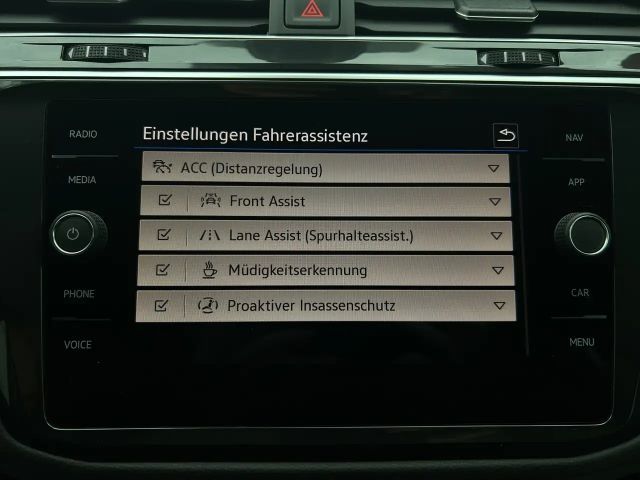 RADIO
MEDIA
PHONE
VOICE
Einstellungen Fahrerassistenz
ACC (Distanzregelung)
Front Assist
Lane Assist (Spurhalteassist.)
Müdigkeitserkennung
Proaktiver Insassenschutz
NAV
APP
CAR
MENU